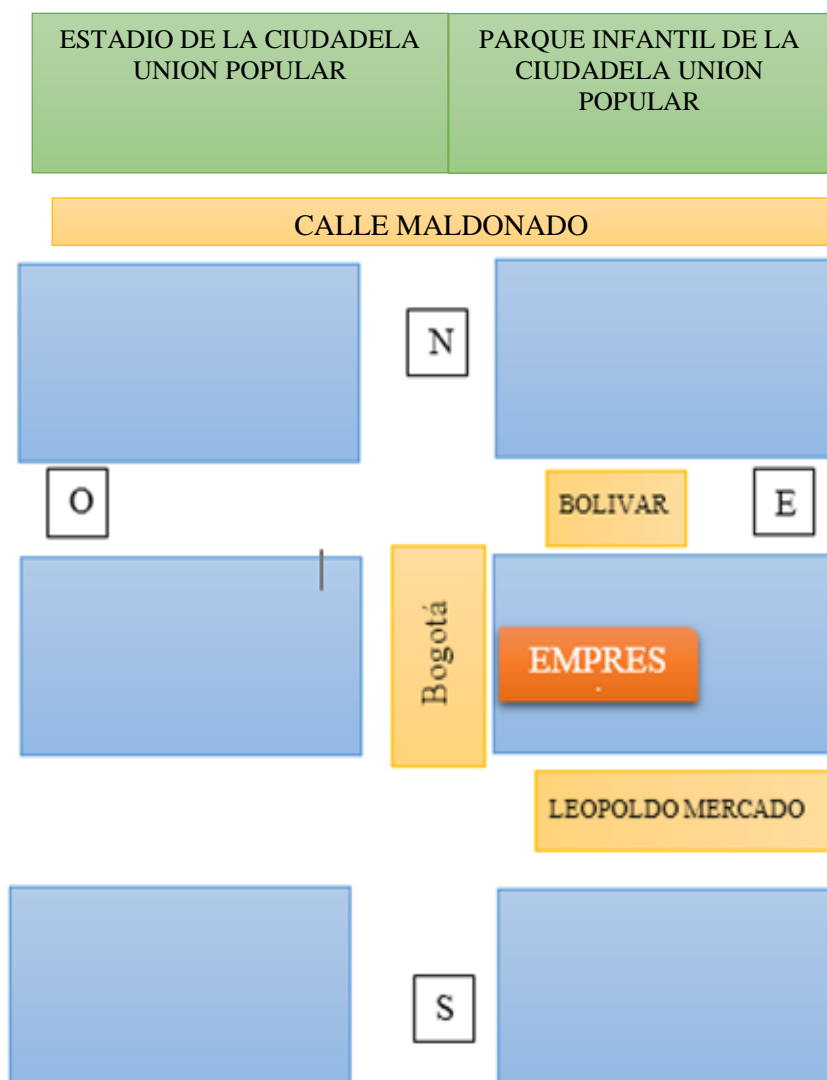 ESTADIO DE LA CIUDADELA
UNION POPULAR
PARQUE INFANTIL DE LA
CIUDADELA UNION
POPULAR
CALLE MALDONADO
N
O
BOLIVAR
E
Bogotá
EMPRES
.
LEOPOLDO MERCADO
S